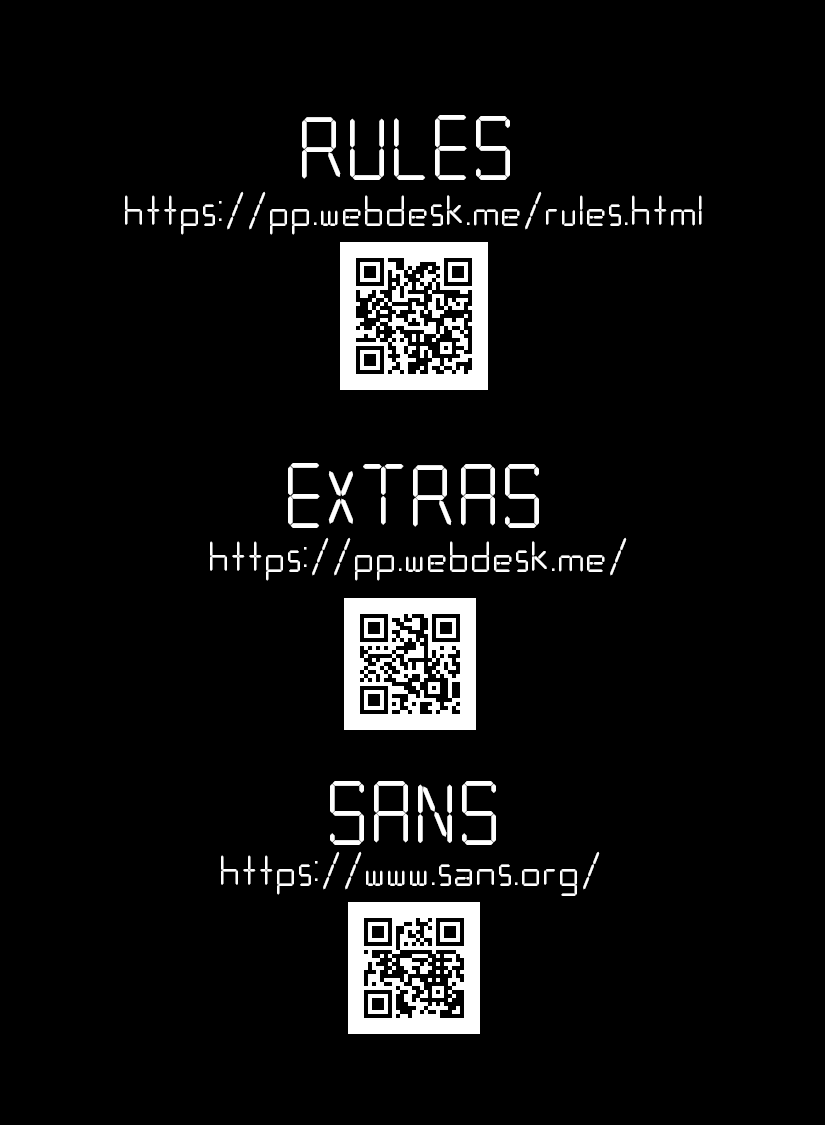 RULES
https://pp.webdesk.me/rules.html
EXTRAS
https://pp.webdesk.me/
SANS
https://www.sans.org/